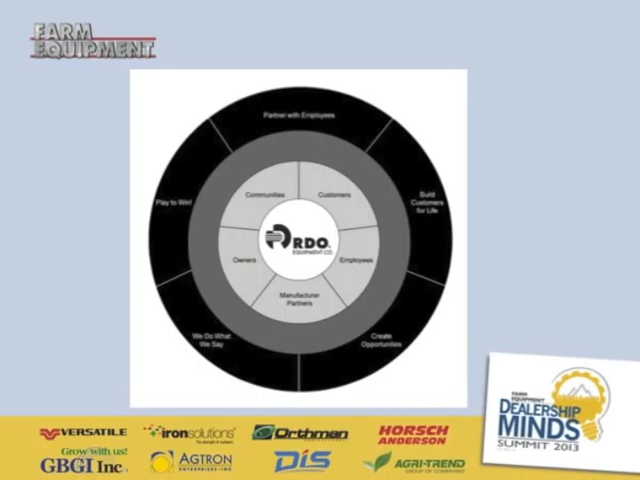 FARM
EQUIPMENT
Partner with Employees
Play to Win!
Build
Customers
for Life
Communities
Customers
RDO
EQUIPMENT CO.
Owners
Employees
Manufacturer
Partners
We Do What
We Say
Create
Opportunities
FARM
EQUIPMENT
DEALERSHIP
MINDS
SUMMIT 2013
VERSATILE
ironsolutions
Orthman
HORSCH
ANDERSON
Grow with us!
GBGI Inc.
AGTRON
ENTERPRISES INC
DIS
AGRI-TREND
GROUP OF COMPANIES